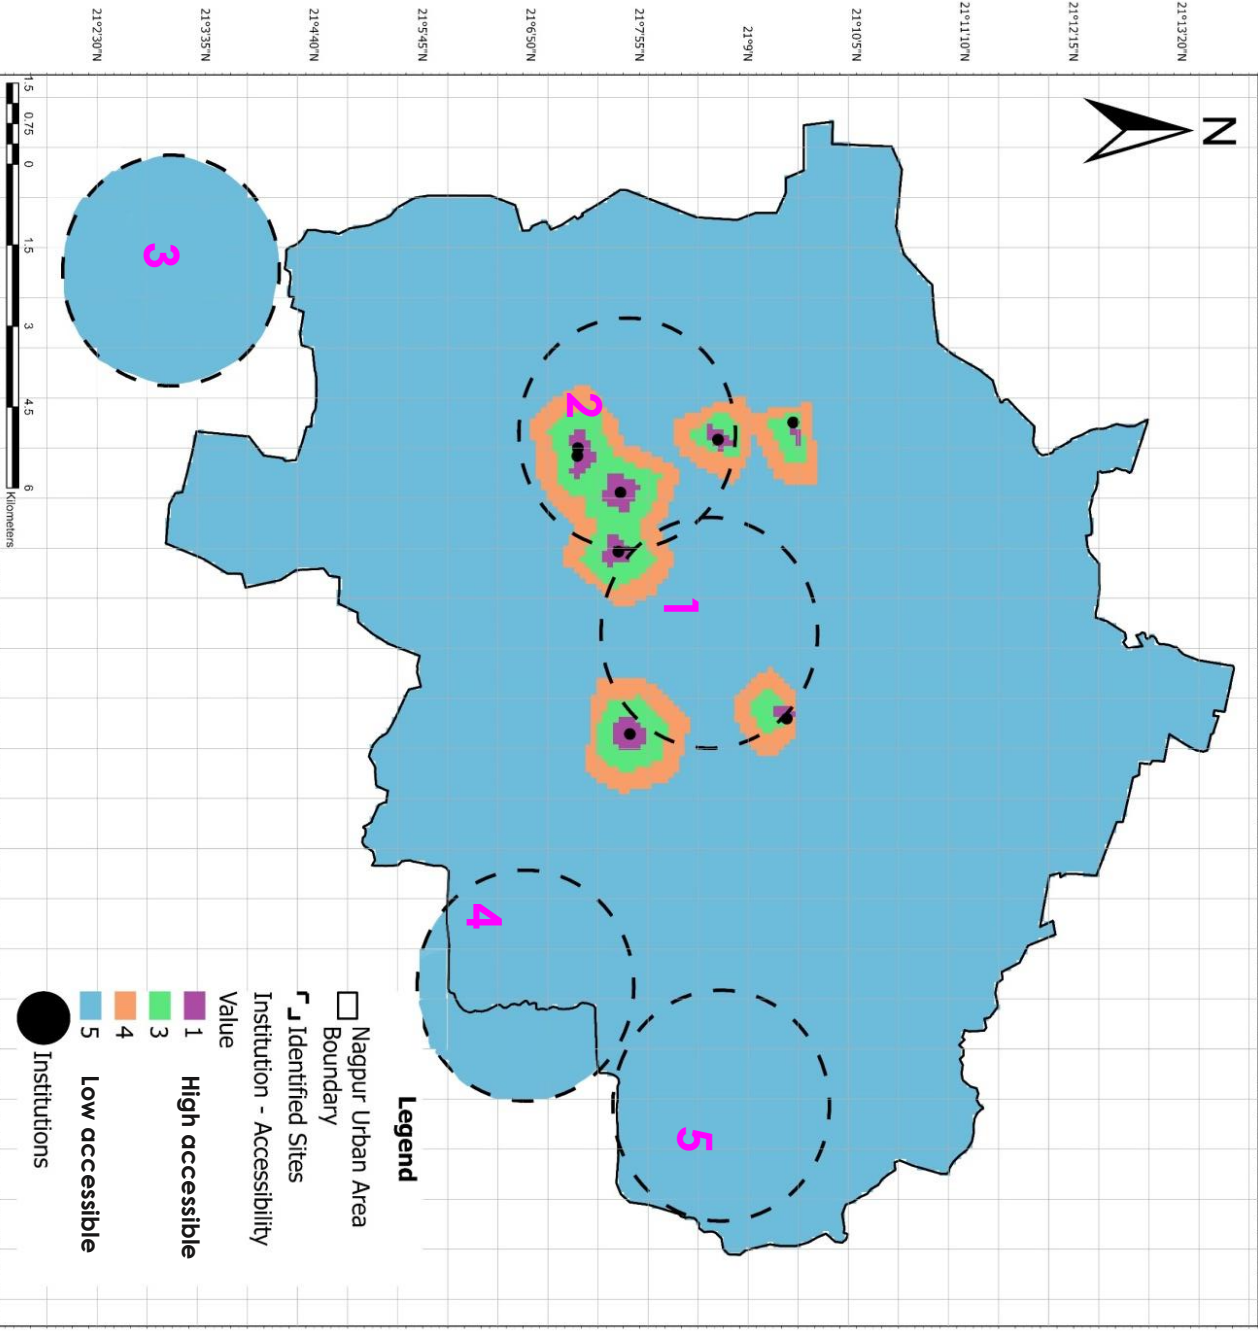 N
21°2'30"N
21°3'35"N
21°4'40"N
21°5'45"N
21°6'50"N
21°7'55"N
21°9'N
21°10'5"N
21°11'10"N
21°12'15"N
21°13'20"N
1
2
3
4
5
1.5 0.75 0 1.5 3 4.5 6
Kilometers
Legend
Nagpur Urban Area
Boundary
Identified Sites
Institution - Accessibility
Value
1 High accessible
3
4
5 Low accessible
Institutions